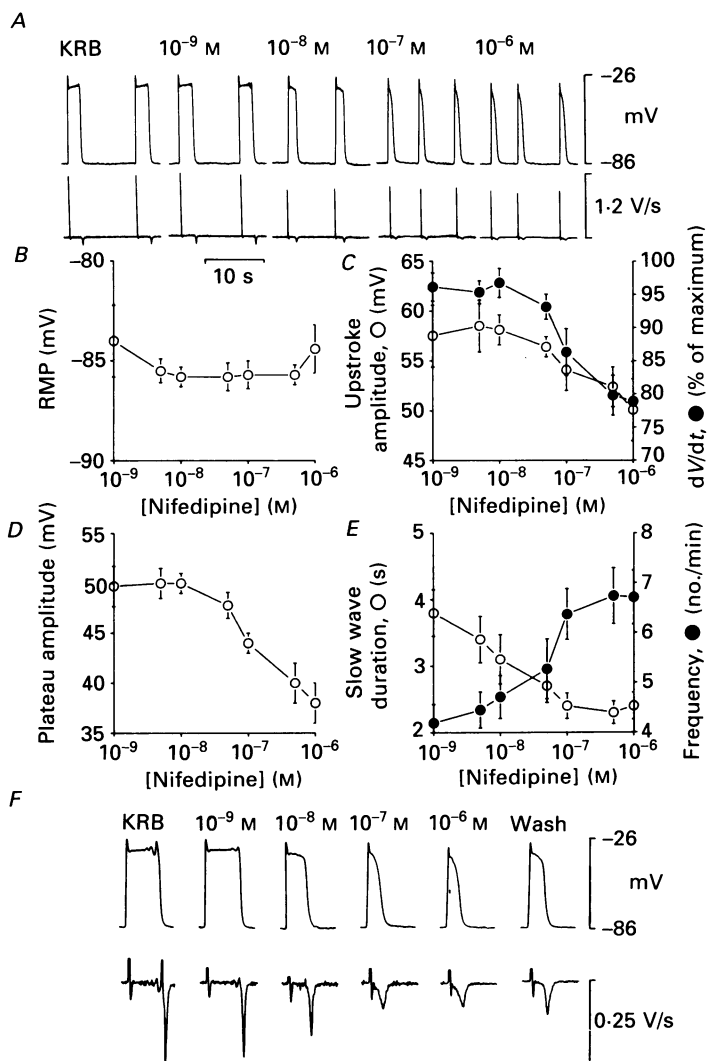 A
KRB 10⁻⁹ M 10⁻⁸ M 10⁻⁷ M 10⁻⁶ M
−26
mV
−86
1·2 V/s
10 s
B
−80
−85
−90
RMP (mV)
10⁻⁹ 10⁻⁸ 10⁻⁷ 10⁻⁶
[Nifedipine] (M)
C
65
60
55
50
45
Upstroke
amplitude, ○ (mV)
100
95
90
85
80
75
70
dV/dt, ● (% of maximum)
10⁻⁹ 10⁻⁸ 10⁻⁷ 10⁻⁶
[Nifedipine] (M)
D
55
50
45
40
35
Plateau amplitude (mV)
10⁻⁹ 10⁻⁸ 10⁻⁷ 10⁻⁶
[Nifedipine] (M)
E
5
4
3
2
Slow wave
duration, ○ (s)
8
7
6
5
4
Frequency, ● (no./min)
10⁻⁹ 10⁻⁸ 10⁻⁷ 10⁻⁶
[Nifedipine] (M)
F
KRB 10⁻⁹ M 10⁻⁸ M 10⁻⁷ M 10⁻⁶ M Wash
−26
mV
−86
0·25 V/s